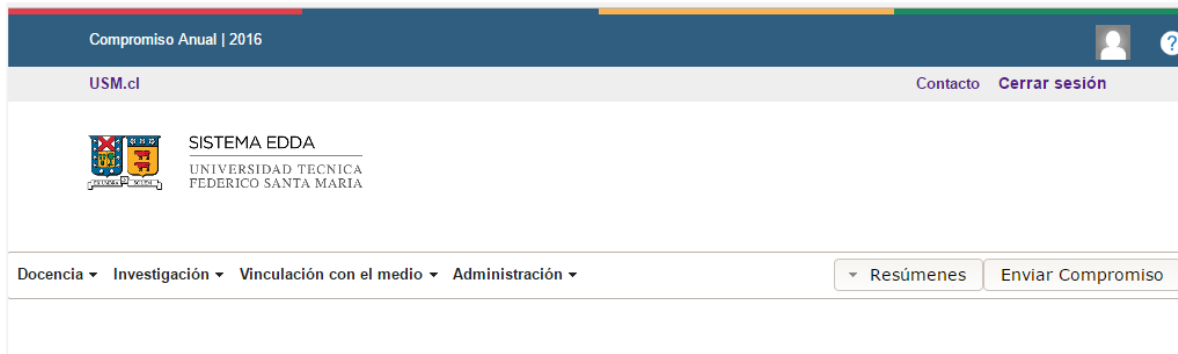 Compromiso Anual | 2016
?
USM.cl
Contacto Cerrar sesión
SISTEMA EDDA
UNIVERSIDAD TECNICA
FEDERICO SANTA MARIA
Docencia Investigación Vinculación con el medio Administración
Resúmenes Enviar Compromiso